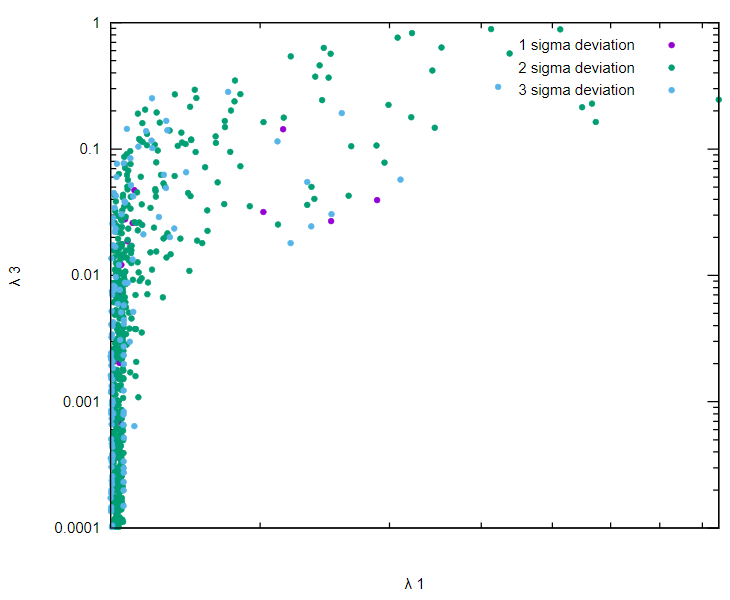 1
0.1
0.01
0.001
0.0001
λ 3
λ 1
1 sigma deviation
2 sigma deviation
3 sigma deviation